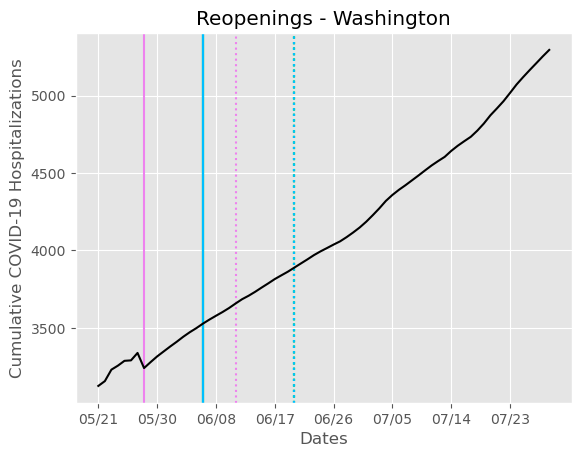 Reopenings - Washington
Cumulative COVID-19 Hospitalizations
5000
4500
4000
3500
05/21 05/30 06/08 06/17 06/26 07/05 07/14 07/23
Dates